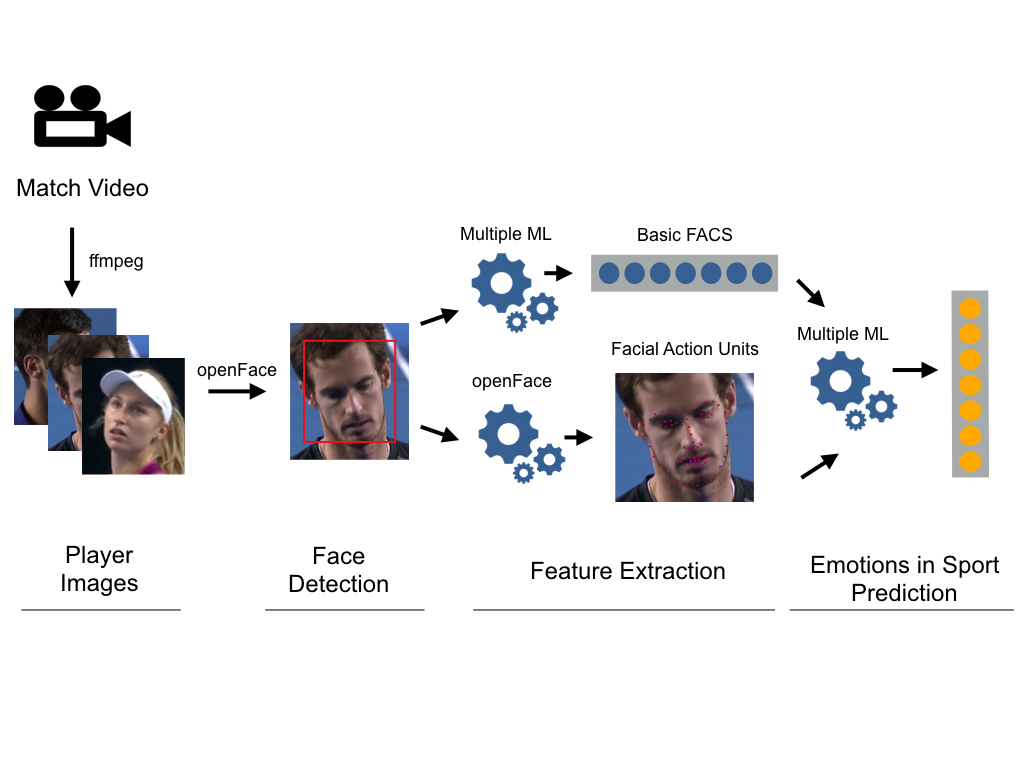 Match Video
ffmpeg
openFace
Multiple ML
Basic FACS
openFace
Facial Action Units
Multiple ML
Player
Images
Face
Detection
Feature Extraction
Emotions in Sport
Prediction